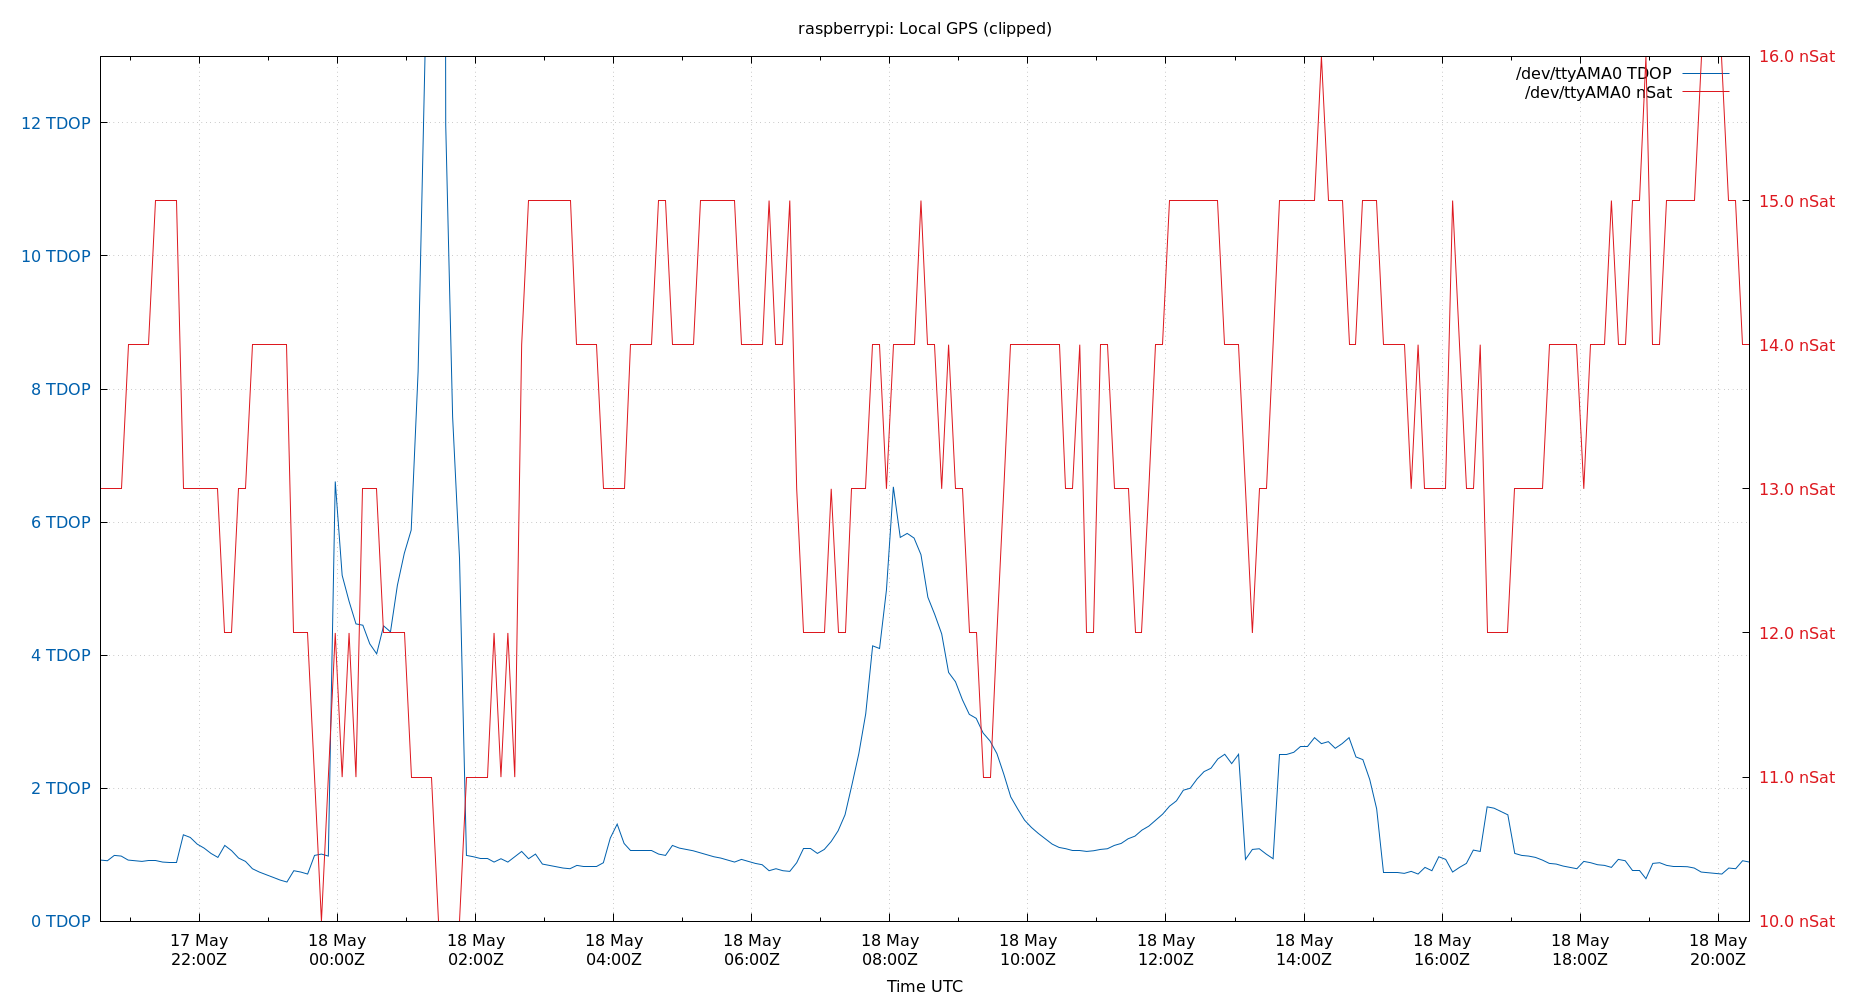 raspberrypi: Local GPS (clipped)
16.0 nSat
/dev/ttyAMA0 TDOP
/dev/ttyAMA0 nSat
12 TDOP
15.0 nSat
10 TDOP
14.0 nSat
8 TDOP
13.0 nSat
6 TDOP
12.0 nSat
4 TDOP
11.0 nSat
2 TDOP
0 TDOP
10.0 nSat
17 May 18 May 18 May 18 May 18 May 18 May 18 May 18 May 18 May 18 May 18 May 18 May
22:00Z 00:00Z 02:00Z 04:00Z 06:00Z 08:00Z 10:00Z 12:00Z 14:00Z 16:00Z 18:00Z 20:00Z
Time UTC